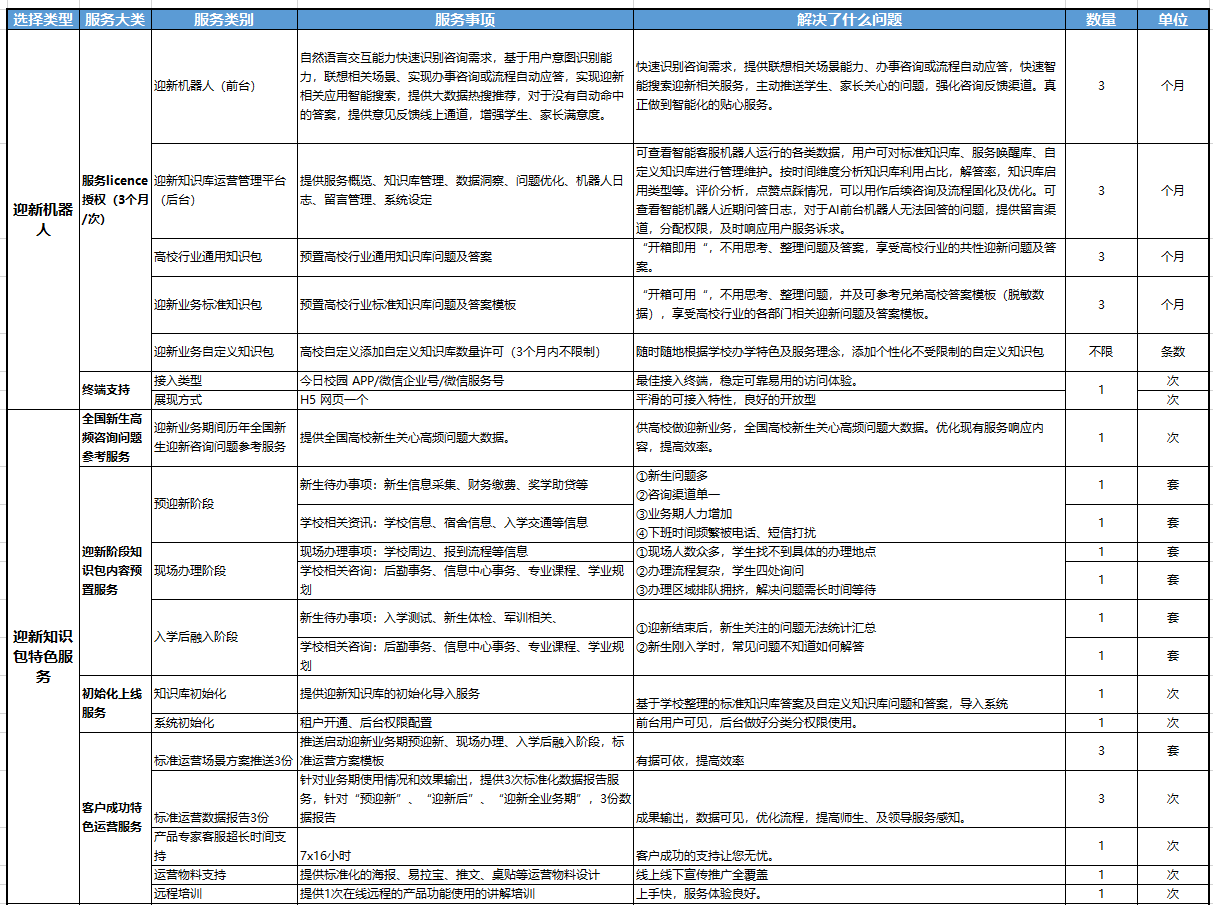 选择类型 服务大类 服务类别 服务事项 解决了什么问题 数量 单位
迎新机器
人
服务licence
授权（3个月
/次）
迎新机器人（前台）
自然语言交互能力快速识别咨询需求，基于用户意图识别能
力，联想相关场景、实现办事咨询或流程自动应答，实现迎新
相关应用智能搜索，提供大数据热搜推荐，对于没有自动命中
的答案，提供意见反馈线上通道，增强学生、家长满意度。
快速识别咨询需求，提供联想相关场景能力、办事咨询或流程自动应答，快速智
能搜索迎新相关服务，主动推送学生、家长关心的问题，强化咨询反馈渠道。真
正做到智能化的贴心服务。
3 个月
迎新知识库运营管理平台
（后台）
提供服务概览、知识库管理、数据洞察、问题优化、机器人日
志、留言管理、系统设定
可查看智能客服机器人运行的各类数据，用户可对标准知识库、服务唤醒库、自
定义知识库进行管理维护。按时间维度分析知识库利用占比，解答率，知识库启
用类型等。评价分析，点赞点踩情况，可以用作后续咨询及流程固化及优化。可
查看智能机器人近期问答日志，对于AI前台机器人无法回答的问题，提供留言渠
道，分配权限，及时响应用户服务诉求。
3 个月
高校行业通用知识包
预置高校行业通用知识库问题及答案
“开箱即用“，不用思考、整理问题及答案，享受高校行业的共性迎新问题及答
案。
3 个月
迎新业务标准知识包
预置高校行业标准知识库问题及答案模板
“开箱可用“，不用思考、整理问题，并及可参考兄弟高校答案模板（脱敏数
据），享受高校行业的各部门相关迎新问题及答案模板。
3 个月
迎新业务自定义知识包
高校自定义添加自定义知识库数量许可（3个月内不限制）
随时随地根据学校办学特色及服务理念，添加个性化不受限制的自定义知识包
不限 条数
终端支持
接入类型
今日校园 APP/微信企业号/微信服务号
最佳接入终端，稳定可靠易用的访问体验。
1 次
展现方式
H5 网页一个
平滑的可接入特性，良好的开放型
次
迎新知识
包特色服
务
全国新生高
频咨询问题
参考服务
迎新业务期间历年全国新
生迎新咨询问题参考服务
提供全国高校新生关心高频问题大数据。
供高校做迎新业务，全国高校新生关心高频问题大数据。优化现有服务响应内
容，提高效率。
1 次
迎新阶段知
识包内容预
置服务
预迎新阶段
新生待办事项：新生信息采集、财务缴费、奖学助贷等
学校相关资讯：学校信息、宿舍信息、入学交通等信息
①新生问题多
②咨询渠道单一
③业务期人力增加
④下班时间频繁被电话、短信打扰
1 套
1 套
现场办理阶段
现场办理事项：学校周边、报到流程等信息
学校相关咨询：后勤事务、信息中心事务、专业课程、学业规
划
①现场人数众多，学生找不到具体的办理地点
②办理流程复杂，学生四处询问
③办理区域排队拥挤，解决问题需长时间等待
1 套
1 套
入学后融入阶段
新生待办事项：入学测试、新生体检、军训相关、
学校相关咨询：后勤事务、信息中心事务、专业课程、学业规
划
①迎新结束后，新生关注的问题无法统计汇总
②新生刚入学时，常见问题不知道如何解答
1 套
1 套
初始化上线
服务
知识库初始化
提供迎新知识库的初始化导入服务
基于学校整理的标准知识库答案及自定义知识库问题和答案，导入系统
1 次
系统初始化
租户开通、后台权限配置
前台用户可见，后台做好分类分权限使用。
1 次
客户成功特
色运营服务
标准运营场景方案推送3份
推送启动迎新业务期预迎新、现场办理、入学后融入阶段，标
准运营方案模板
有据可依，提高效率
3 套
标准运营数据报告3份
针对业务期使用情况和效果输出，提供3次标准化数据报告服
务，针对“预迎新”、“迎新后”、“迎新全业务期”，3份数
据报告
成果输出，数据可见，优化流程，提高师生、及领导服务感知。
3 次
产品专家客服超长时间支
持
7x16小时
客户成功的支持让您无忧。
1 次
运营物料支持
提供标准化的海报、易拉宝、推文、桌贴等运营物料设计
线上线下宣传推广全覆盖
1 次
远程培训
提供1次在线远程的产品功能使用的讲解培训
上手快，服务体验良好。
1 次